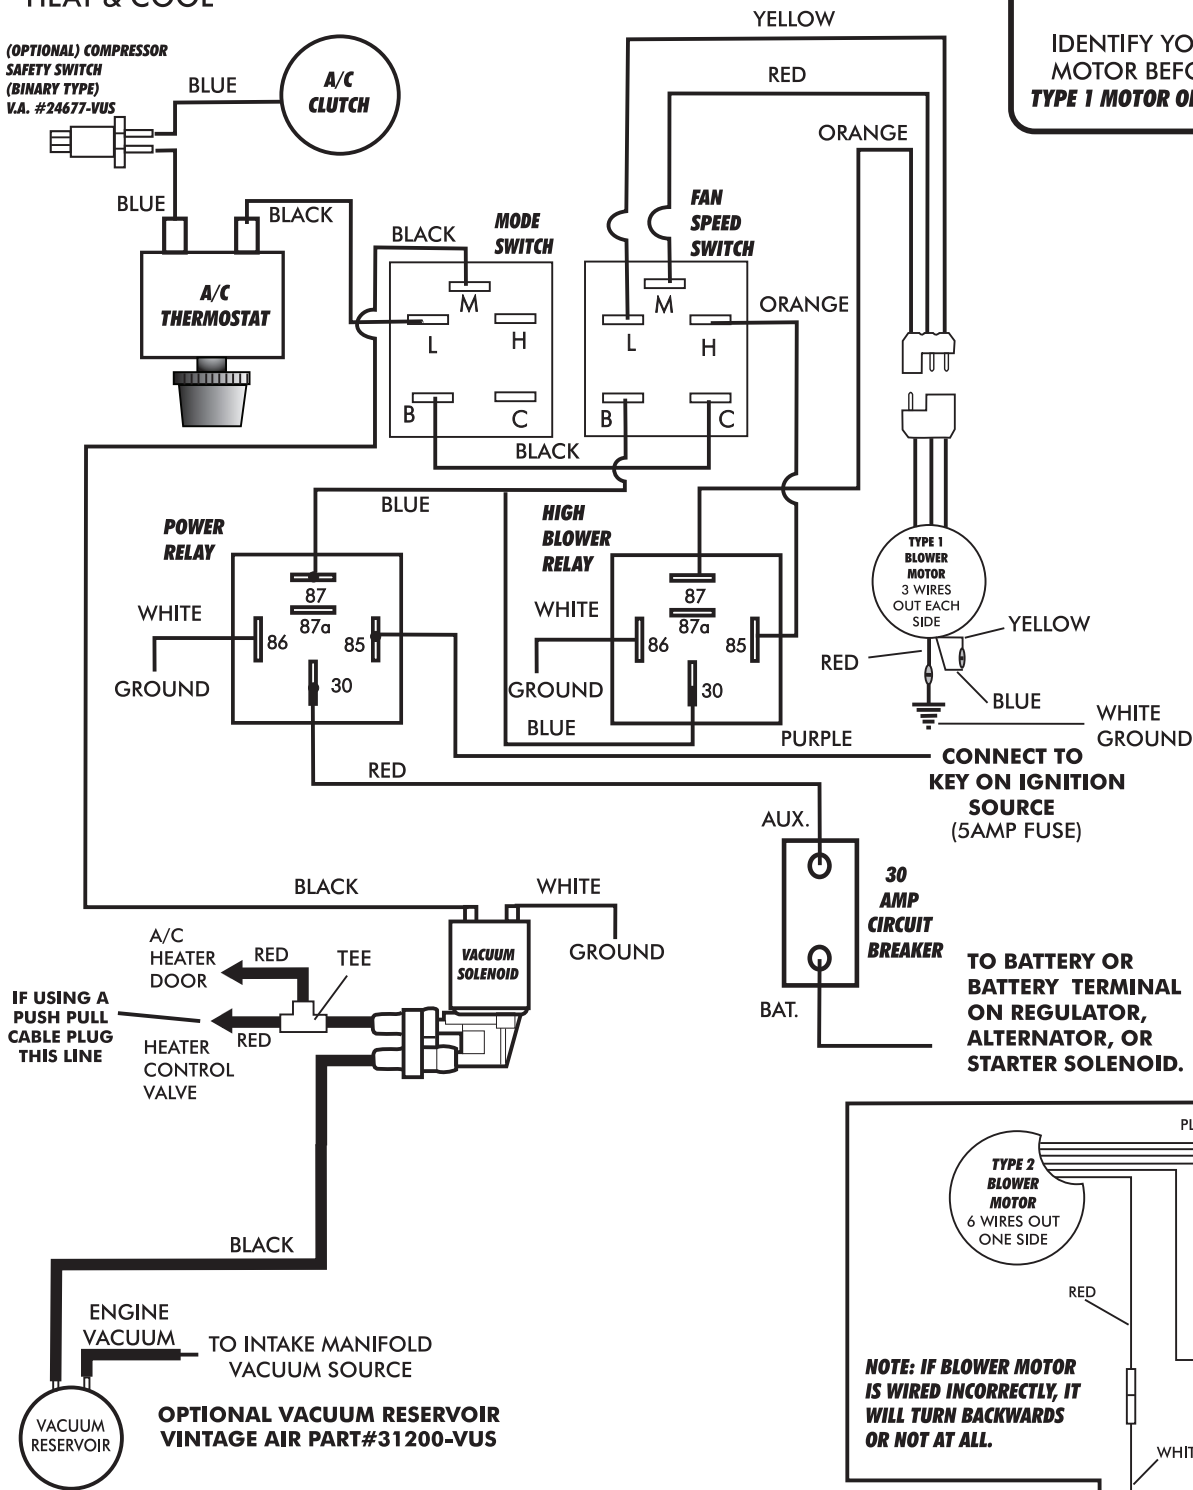 HEAT & COOL
(OPTIONAL) COMPRESSOR
SAFETY SWITCH
(BINARY TYPE)
V.A. #24677-VUS
BLUE
A/C
CLUTCH
YELLOW
RED
ORANGE
IDENTIFY YO
MOTOR BEFO
TYPE 1 MOTOR O
BLUE
BLACK
A/C
THERMOSTAT
BLACK
MODE
SWITCH
M
L
H
B
C
FAN
SPEED
SWITCH
M
L
H
B
C
ORANGE
BLACK
BLUE
POWER
RELAY
87
87a
86
85
30
WHITE
GROUND
HIGH
BLOWER
RELAY
87
87a
86
85
30
WHITE
GROUND
BLUE
TYPE 1
BLOWER
MOTOR
3 WIRES
OUT EACH
SIDE
YELLOW
RED
BLUE
WHITE
GROUND
PURPLE
CONNECT TO
KEY ON IGNITION
SOURCE
(5AMP FUSE)
RED
AUX.
30
AMP
CIRCUIT
BREAKER
BAT.
TO BATTERY OR
BATTERY TERMINAL
ON REGULATOR,
ALTERNATOR, OR
STARTER SOLENOID.
BLACK
WHITE
GROUND
VACUUM
SOLENOID
A/C
HEATER
DOOR
RED
TEE
IF USING A
PUSH PULL
CABLE PLUG
THIS LINE
RED
HEATER
CONTROL
VALVE
BLACK
ENGINE
VACUUM
TO INTAKE MANIFOLD
VACUUM SOURCE
VACUUM
RESERVOIR
OPTIONAL VACUUM RESERVOIR
VINTAGE AIR PART#31200-VUS
TYPE 2
BLOWER
MOTOR
6 WIRES OUT
ONE SIDE
RED
NOTE: IF BLOWER MOTOR
IS WIRED INCORRECTLY, IT
WILL TURN BACKWARDS
OR NOT AT ALL.
WHIT